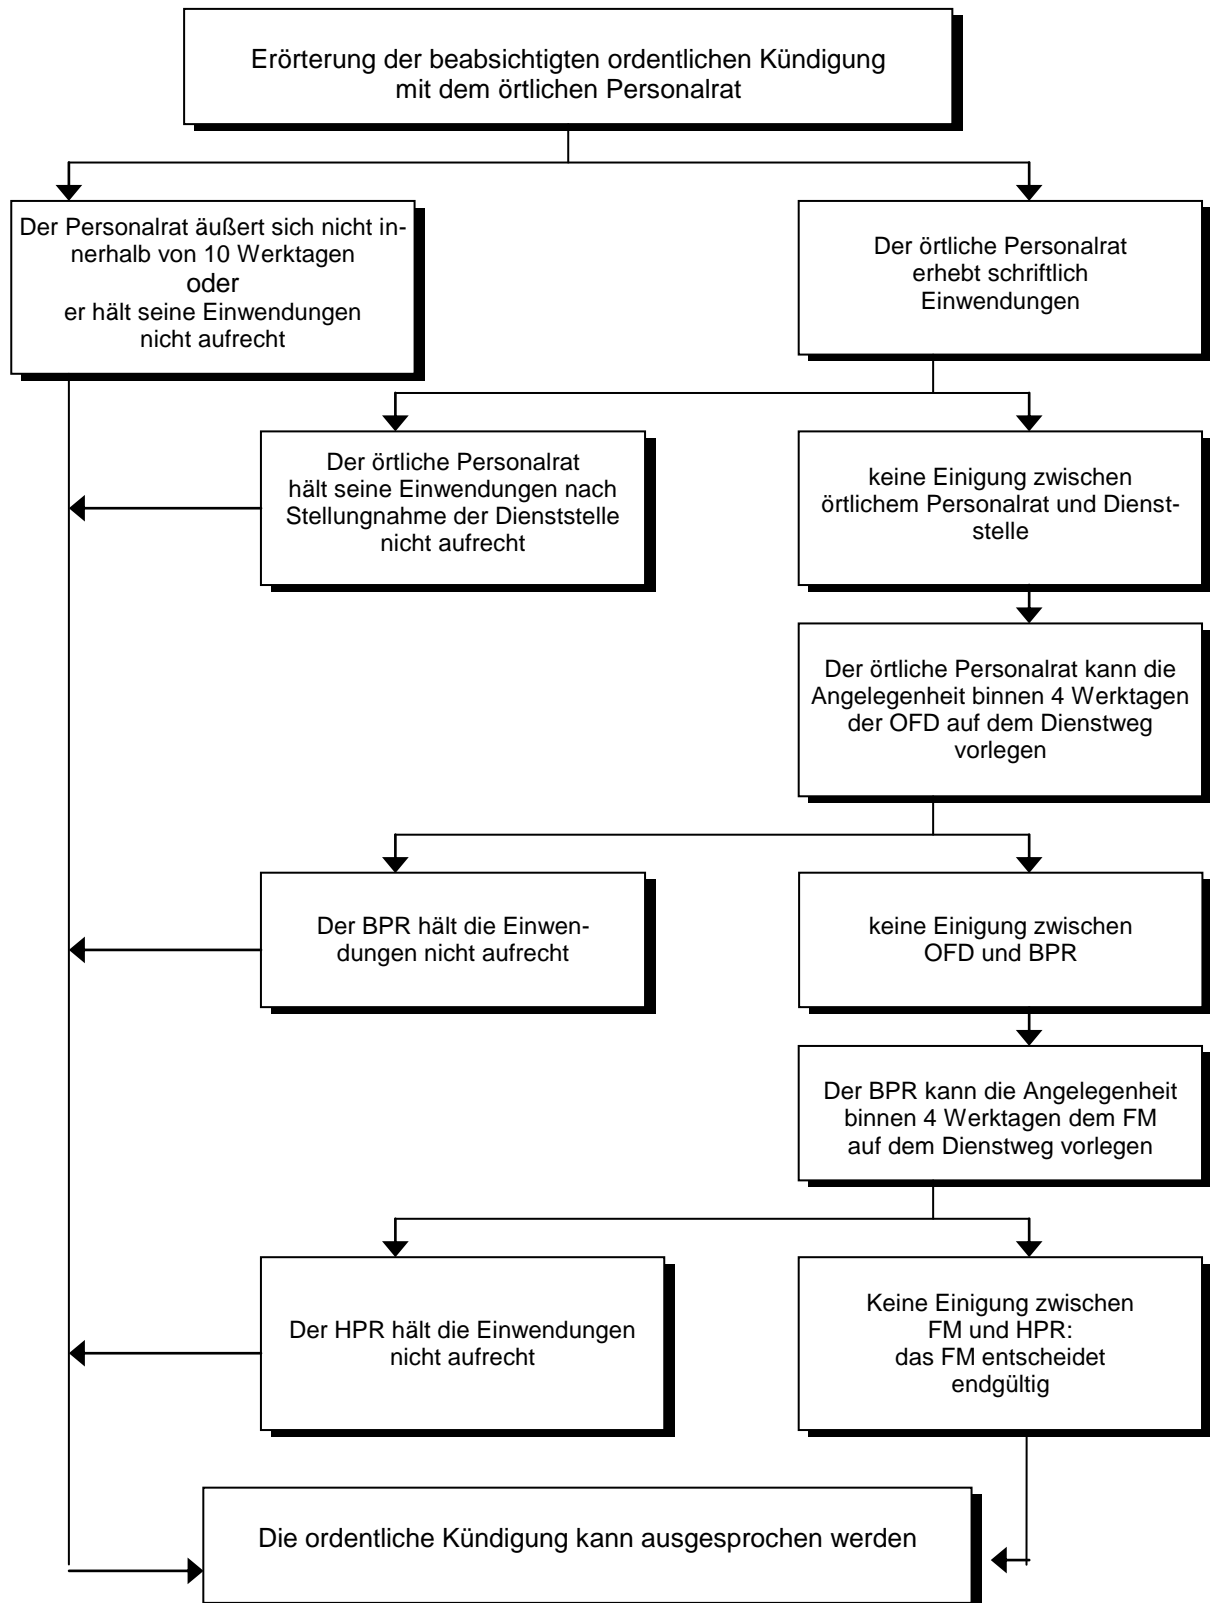 Erörterung der beabsichtigten ordentlichen Kündigung
mit dem örtlichen Personalrat
Der Personalrat äußert sich nicht in-
nerhalb von 10 Werktagen
oder
er hält seine Einwendungen
nicht aufrecht
Der örtliche Personalrat
erhebt schriftlich
Einwendungen
Der örtliche Personalrat
hält seine Einwendungen nach
Stellungnahme der Dienststelle
nicht aufrecht
keine Einigung zwischen
örtlichem Personalrat und Dienst-
stelle
Der örtliche Personalrat kann die
Angelegenheit binnen 4 Werktagen
der OFD auf dem Dienstweg
vorlegen
Der BPR hält die Einwen-
dungen nicht aufrecht
keine Einigung zwischen
OFD und BPR
Der BPR kann die Angelegenheit
binnen 4 Werktagen dem FM
auf dem Dienstweg vorlegen
Der HPR hält die Einwendungen
nicht aufrecht
Keine Einigung zwischen
FM und HPR:
das FM entscheidet
endgültig
Die ordentliche Kündigung kann ausgesprochen werden